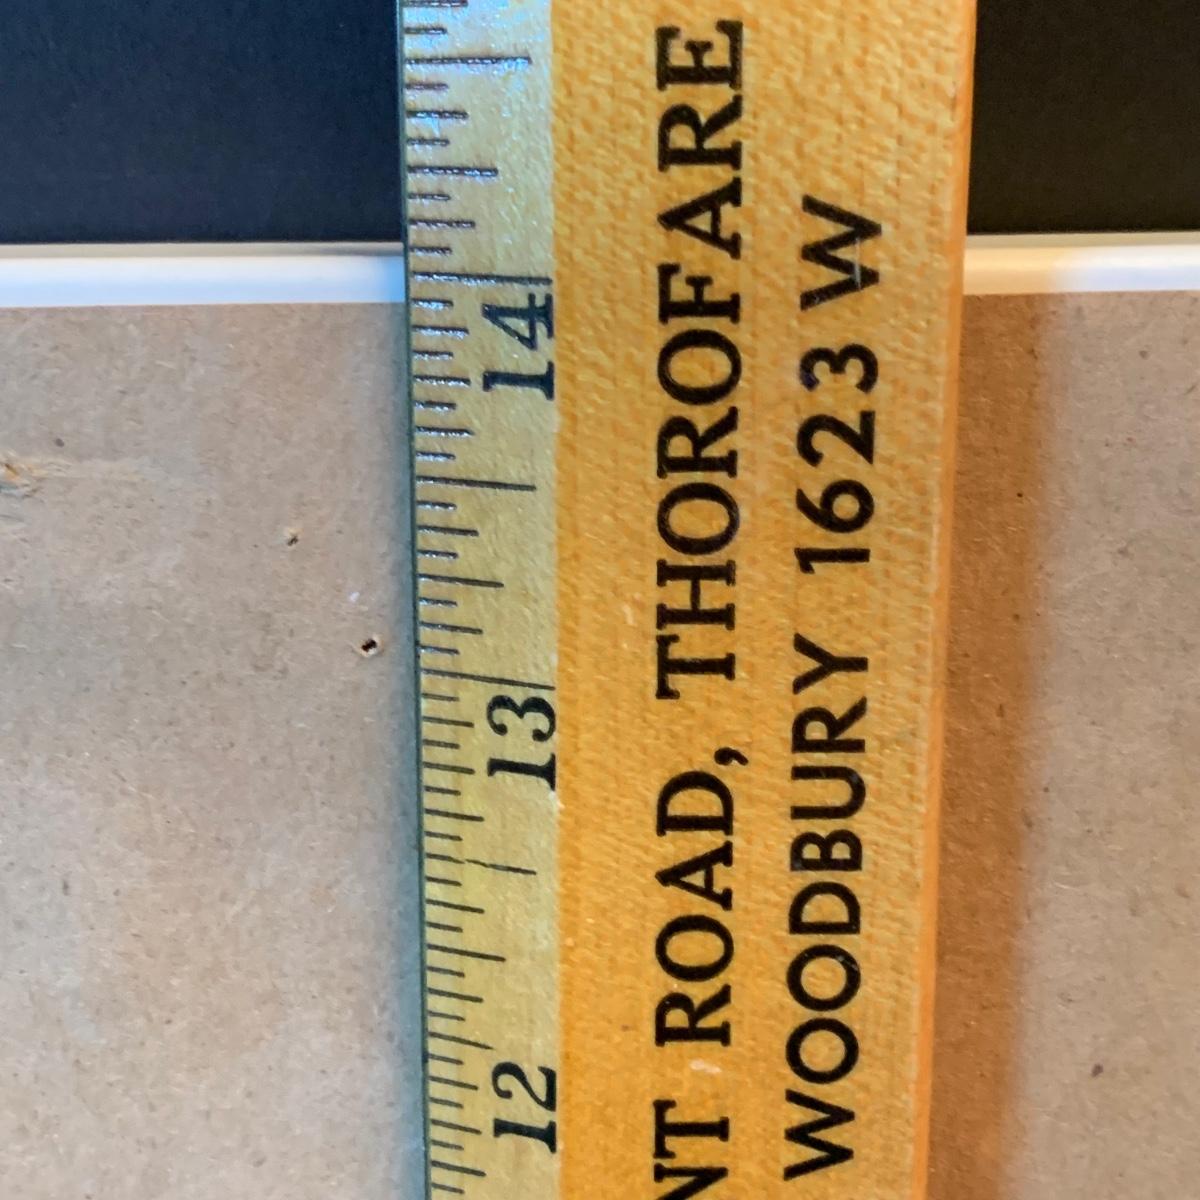 NT ROAD, THOROFARE
WOODBURY 1623 W
12 13 14